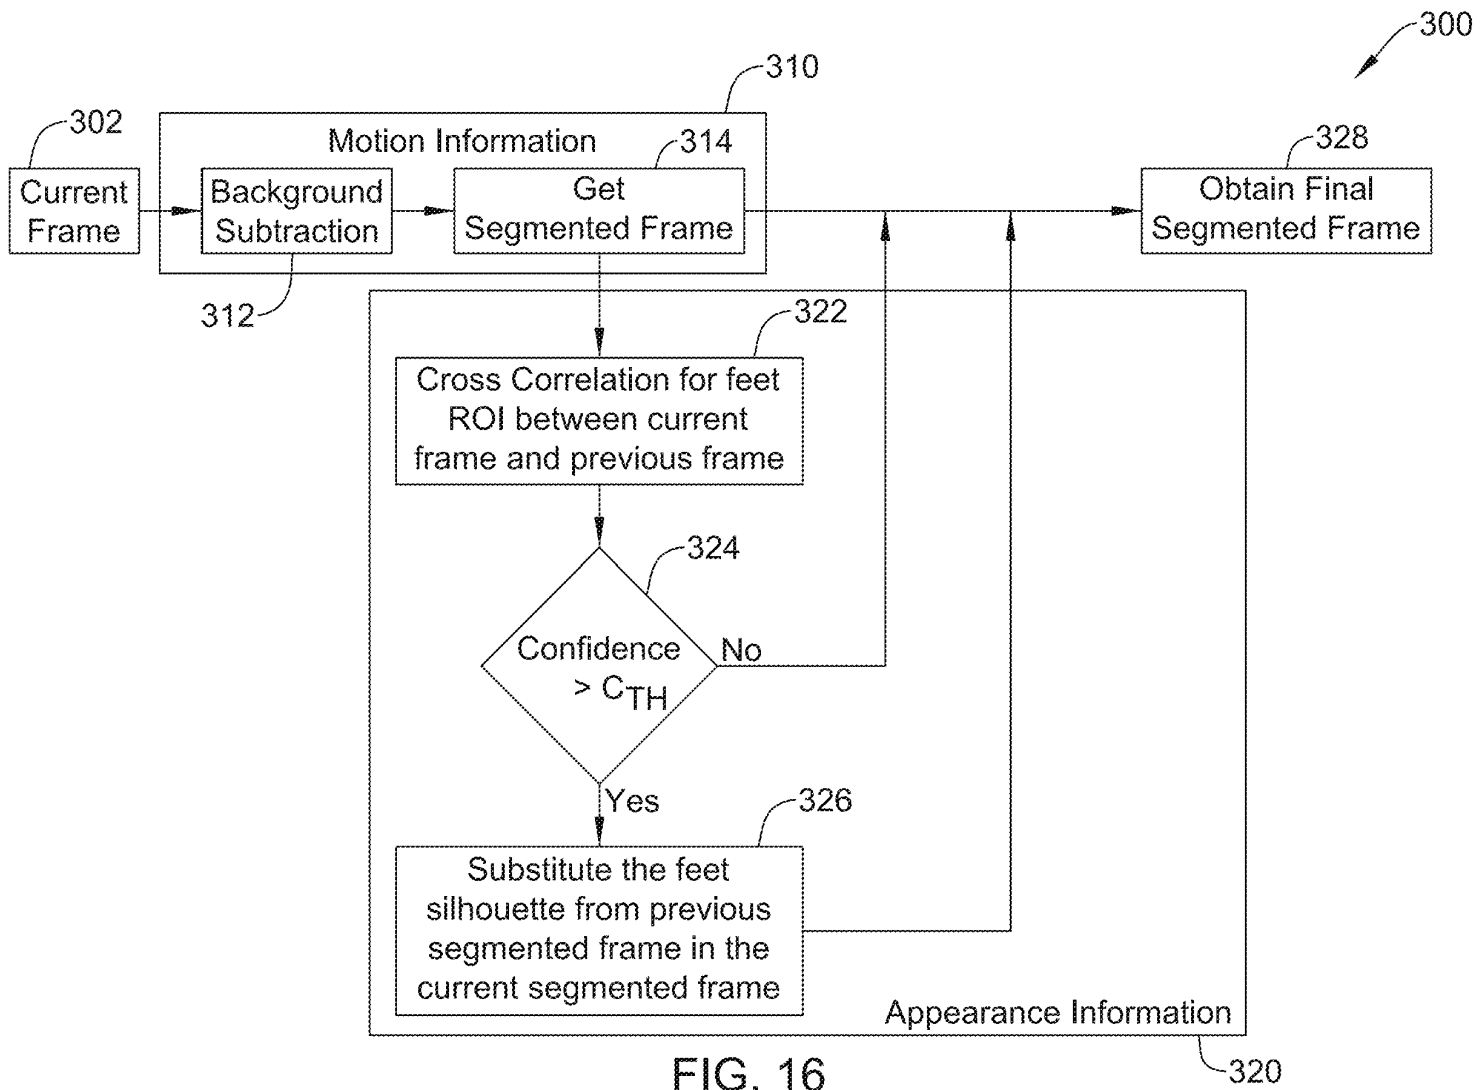 300
310
302
Motion Information
314
328
Current
Frame
Background
Subtraction
Get
Segmented Frame
Obtain Final
Segmented Frame
312
322
Cross Correlation for feet
ROI between current
frame and previous frame
324
Confidence
> CTH
No
Yes
326
Substitute the feet
silhouette from previous
segmented frame in the
current segmented frame
Appearance Information
320
FIG. 16